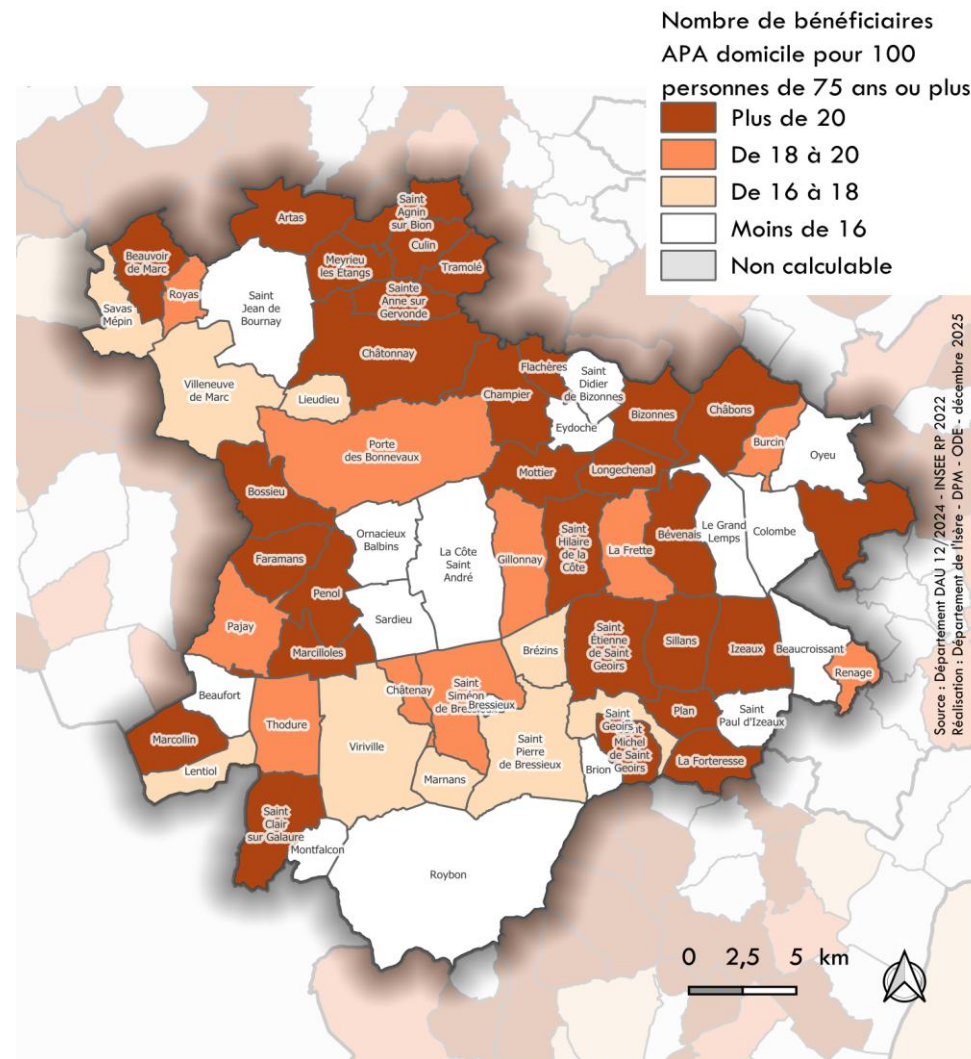 Nombre de bénéficiaires
APA domicile pour 100
personnes de 75 ans ou plus
Plus de 20
De 18 à 20
De 16 à 18
Moins de 16
Non calculable
Saint
Agnin
sur Bion
Artas
Culin
Beauvoir
de Marc
Meyrieu
les Étangs
Tramolé
Royas
Saint
Jean de
Bournay
Sainte
Anne sur
Gervonde
Savas
Mépin
Châtonnay
Flachères
Saint
Didier
de Bizonnes
Villeneuve
de Marc
Lieudieu
Champier
Bizonnes
Châbons
Eydoche
Burcin
Oyeu
Porte
des Bonnevaux
Mottier
Longechenal
Bossieu
Ornacieux
Balbins
La Côte
Saint
André
Gillonnay
Saint
Hilaire
de la
Côte
La Frette
Bévenais
Le Grand
Lemps
Colombe
Faramans
Penol
Sardieu
Pajay
Marcilloles
Brézins
Saint
Étienne
de Saint
Geoirs
Sillans
Izeaux
Beaucroissant
Renage
Beaufort
Châtenay
Saint
Siméon
de Bressieux
Bressieux
Thodure
Viriville
Saint
Pierre
de Bressieux
Saint
Geoirs
Michel
de Saint
Geoirs
Plan
Saint
Paul d'Izeaux
Marcollin
Lentiol
Marnans
Brion
La Forteresse
Saint
Clair
sur Galaure
Montfalcon
Roybon
0 2,5 5 km
Source : Département DAU 12/2024 - INSEE RP 2022
Réalisation : Département de l'Isère - DPM - ODE - décembre 2025